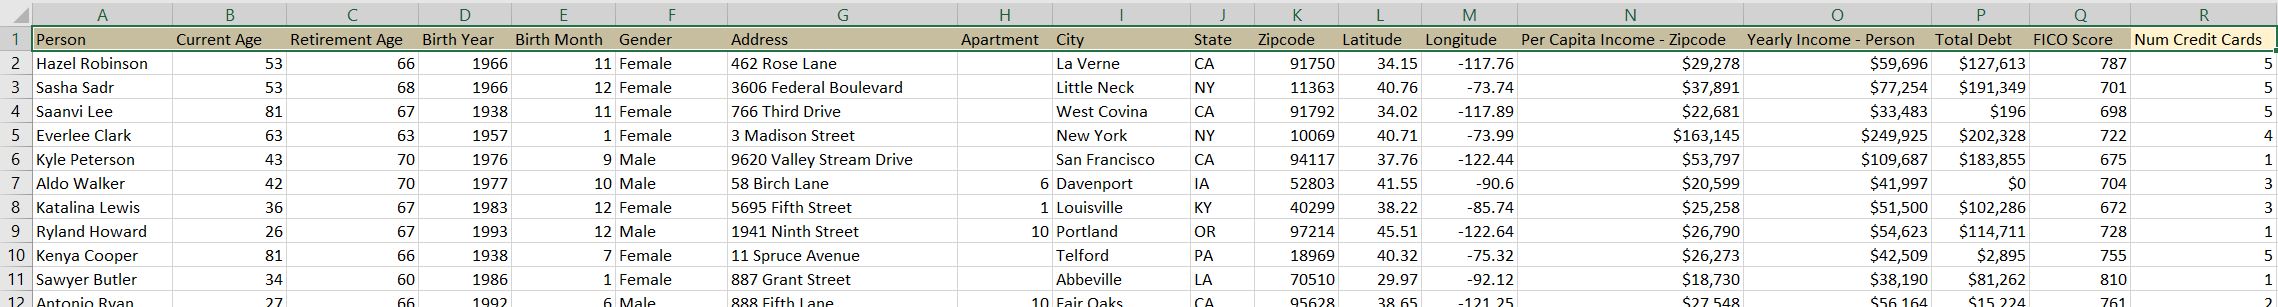 A B C D E F G H I J K L M N O P Q R
1 Person Current Age Retirement Age Birth Year Birth Month Gender Address Apartment City State Zipcode Latitude Longitude Per Capita Income - Zipcode Yearly Income - Person Total Debt FICO Score Num Credit Cards
2 Hazel Robinson 53 66 1966 11 Female 462 Rose Lane La Verne CA 91750 34.15 -117.76 $29,278 $59,696 $127,613 787 5
3 Sasha Sadr 53 68 1966 12 Female 3606 Federal Boulevard Little Neck NY 11363 40.76 -73.74 $37,891 $77,254 $191,349 701 5
4 Saanvi Lee 81 67 1938 11 Female 766 Third Drive West Covina CA 91792 34.02 -117.89 $22,681 $33,483 $196 698 5
5 Everlee Clark 63 63 1957 1 Female 3 Madison Street New York NY 10069 40.71 -73.99 $163,145 $249,925 $202,328 722 4
6 Kyle Peterson 43 70 1976 9 Male 9620 Valley Stream Drive San Francisco CA 94117 37.76 -122.44 $53,797 $109,687 $183,855 675 1
7 Aldo Walker 42 70 1977 10 Male 58 Birch Lane 6 Davenport IA 52803 41.55 -90.6 $20,599 $41,997 $0 704 3
8 Katalina Lewis 36 67 1983 12 Female 5695 Fifth Street 1 Louisville KY 40299 38.22 -85.74 $25,258 $51,500 $102,286 672 3
9 Ryland Howard 26 67 1993 12 Male 1941 Ninth Street 10 Portland OR 97214 45.51 -122.64 $26,790 $54,623 $114,711 728 1
10 Kenya Cooper 81 66 1938 7 Female 11 Spruce Avenue Telford PA 18969 40.32 -75.32 $26,273 $42,509 $2,895 755 5
11 Sawyer Butler 34 60 1986 1 Female 887 Grant Street Abbeville LA 70510 29.97 -92.12 $18,730 $38,190 $81,262 810 1
12 Antonio Ryan 27 66 1992 6 Male 888 Fifth Lane 10 Fair Oaks CA 95628 38.65 -121.25 $27,548 $56,164 $15,224 761 2